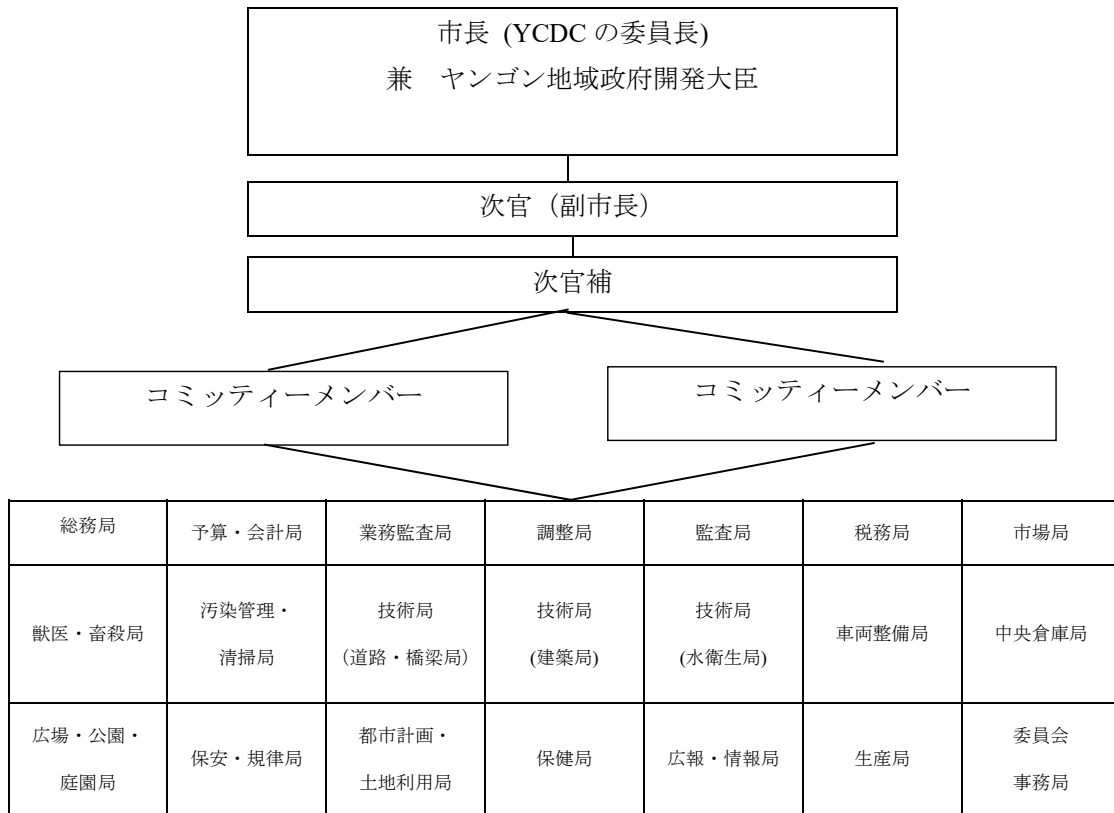 市長 (YCDC の委員長)
兼　ヤンゴン地域政府開発大臣
次官（副市長）
次官補
コミッティーメンバー
コミッティーメンバー
総務局
予算・会計局
業務監査局
調整局
監査局
税務局
市場局
獣医・畜殺局
汚染管理・
清掃局
技術局
（道路・橋梁局）
技術局
(建築局)
技術局
(水衛生局)
車両整備局
中央倉庫局
広場・公園・
庭園局
保安・規律局
都市計画・
土地利用局
保健局
広報・情報局
生産局
委員会
事務局